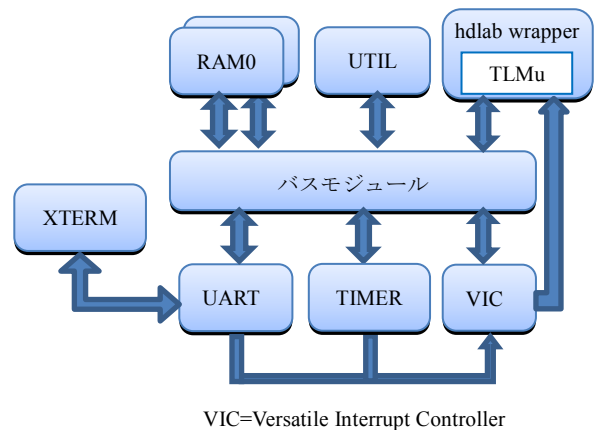 hdlab wrapper
RAM0
UTIL
TLMu
バスモジュール
XTERM
UART
TIMER
VIC
VIC=Versatile Interrupt Controller